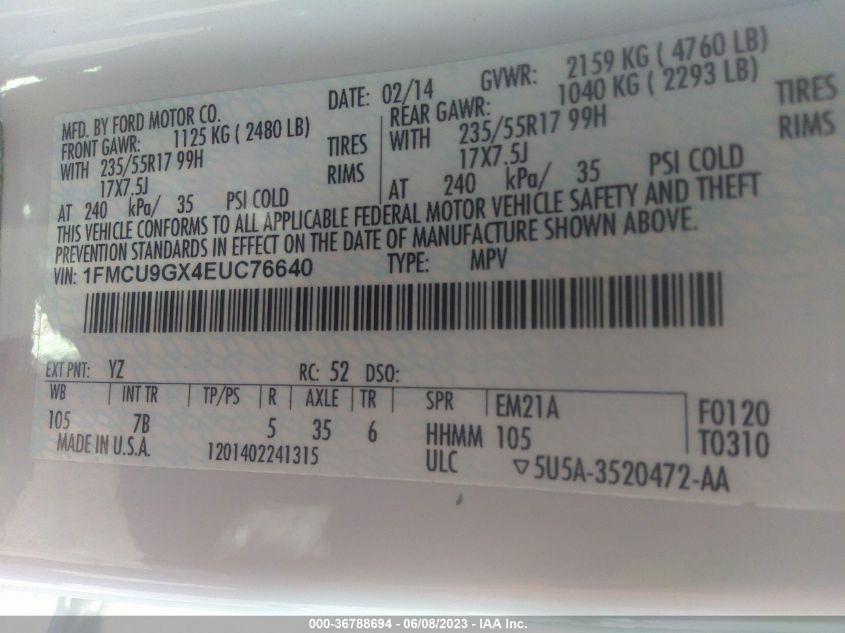 MFD. BY FORD MOTOR CO.
DATE: 02/14
GVWR: 2159 KG ( 4760 LB)
FRONT GAWR: 1125 KG ( 2480 LB)
WITH 235/55R17 99H TIRES
17X7.5J RIMS
AT 240 kPa/ 35 PSI COLD
REAR GAWR: 1040 KG ( 2293 LB)
WITH 235/55R17 99H TIRES
17X7.5J RIMS
AT 240 kPa/ 35 PSI COLD
THIS VEHICLE CONFORMS TO ALL APPLICABLE FEDERAL MOTOR VEHICLE SAFETY AND THEFT
PREVENTION STANDARDS IN EFFECT ON THE DATE OF MANUFACTURE SHOWN ABOVE.
VIN: 1FMCU9GX4EUC76640 TYPE: MPV
EXT PNT: YZ RC: 52 DSO:
WB INT TR TP/PS R AXLE TR SPR EM21A F0120
105 7B 5 35 6 HHMM 105 T0310
MADE IN U.S.A. 1201402241315 ULC ▽5U5A-3520472-AA
000-36788694 - 06/08/2023 - IAA Inc.